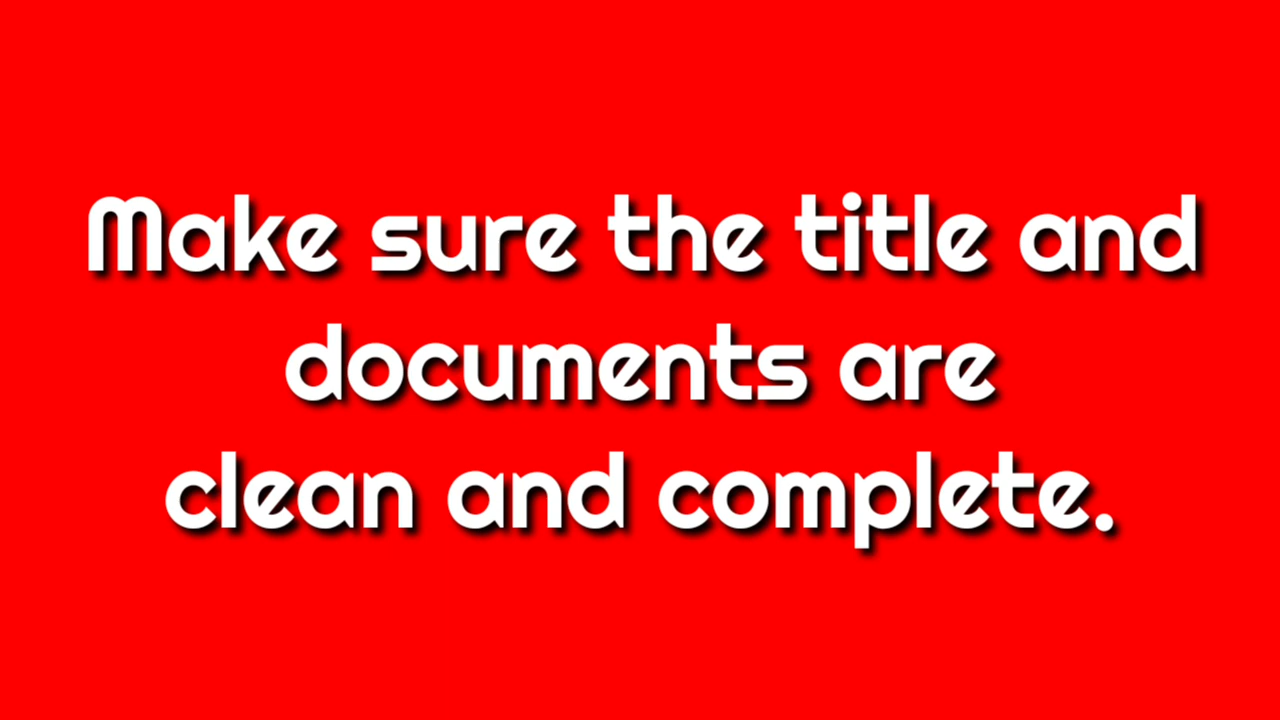 Make sure the title and
documents are
clean and complete.